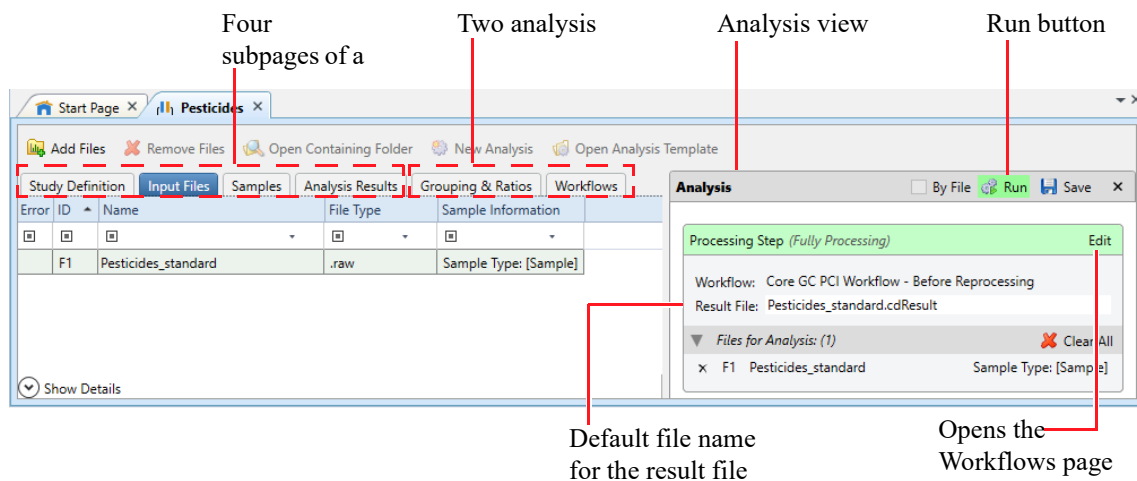 Four
subpages of a
Two analysis
Analysis view
Run button
Start Page
Pesticides
Add Files Remove Files Open Containing Folder New Analysis Open Analysis Template
Study Definition Input Files Samples Analysis Results Grouping & Ratios Workflows
Error ID Name File Type Sample Information
F1 Pesticides_standard .raw Sample Type: [Sample]
Show Details
Analysis By File Run Save
Processing Step (Fully Processing) Edit
Workflow: Core GC PCI Workflow - Before Reprocessing
Result File: Pesticides_standard.cdResult
Files for Analysis: (1) Clear All
F1 Pesticides_standard Sample Type: [Sample]
Default file name
for the result file
Opens the
Workflows page